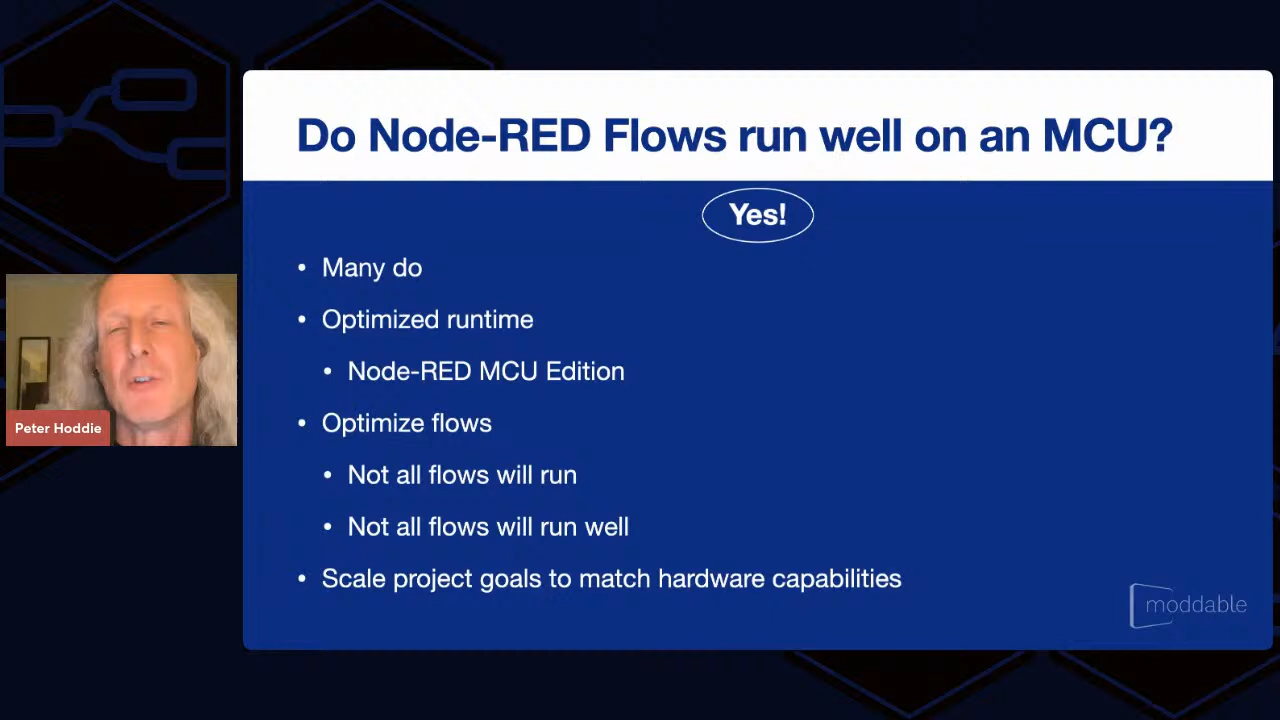 Do Node-RED Flows run well on an MCU?
Yes!
• Many do
• Optimized runtime
• Node-RED MCU Edition
• Optimize flows
• Not all flows will run
• Not all flows will run well
• Scale project goals to match hardware capabilities
moddable
Peter Hoddie